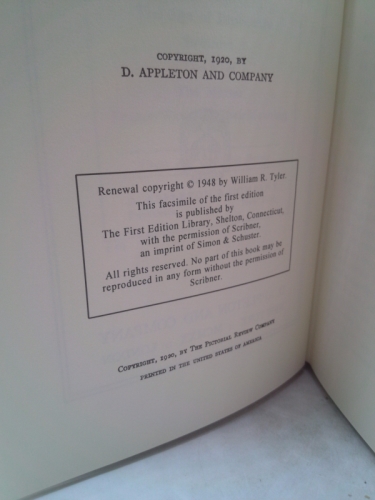 COPYRIGHT, 1920, BY
D. APPLETON AND COMPANY
Renewal copyright © 1948 by William R. Tyler.
This facsimile of the first edition
is published by
The First Edition Library, Shelton, Connecticut,
with the permission of Scribner,
an imprint of Simon & Schuster.
All rights reserved. No part of this book may be
reproduced in any form without the permission of
Scribner.
COPYRIGHT, 1920, BY THE PICTORIAL REVIEW COMPANY
PRINTED IN THE UNITED STATES OF AMERICA